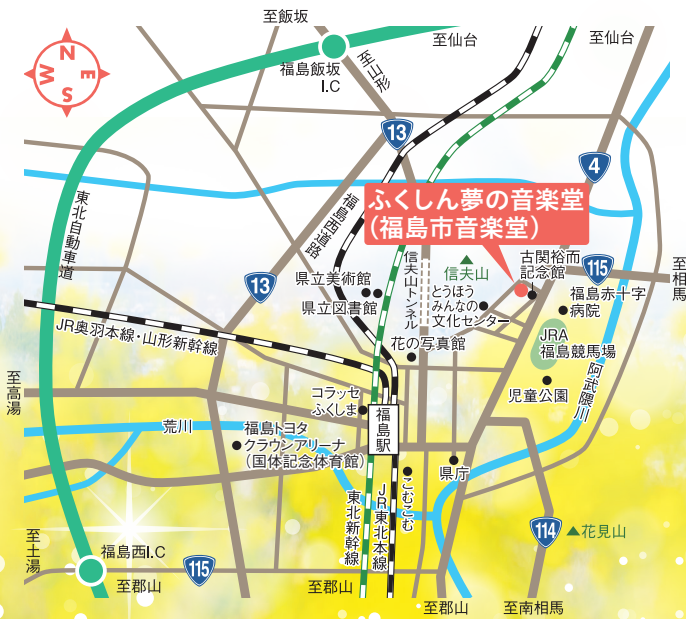 至飯坂
至仙台
至仙台
N
E
S
W
福島飯坂
I.C
至山形
13
4
東北自動車道
福島西道路
ふくしん夢の音楽堂
(福島市音楽堂)
古関裕而
記念館
115
至相馬
信夫山
信夫山トンネル
県立美術館
県立図書館
13
とうほう
みんなの
文化センター
福島赤十字
病院
JR奥羽本線・山形新幹線
花の写真館
JRA
福島競馬場
阿武隈川
児童公園
至高湯
コラッセ
ふくしま
福島駅
荒川
福島トヨタ
クラウンアリーナ
(国体記念体育館)
県庁
こむこむ
東北新幹線
JR東北本線
114
花見山
至土湯
福島西I.C
115
至郡山
至郡山
至郡山
至南相馬